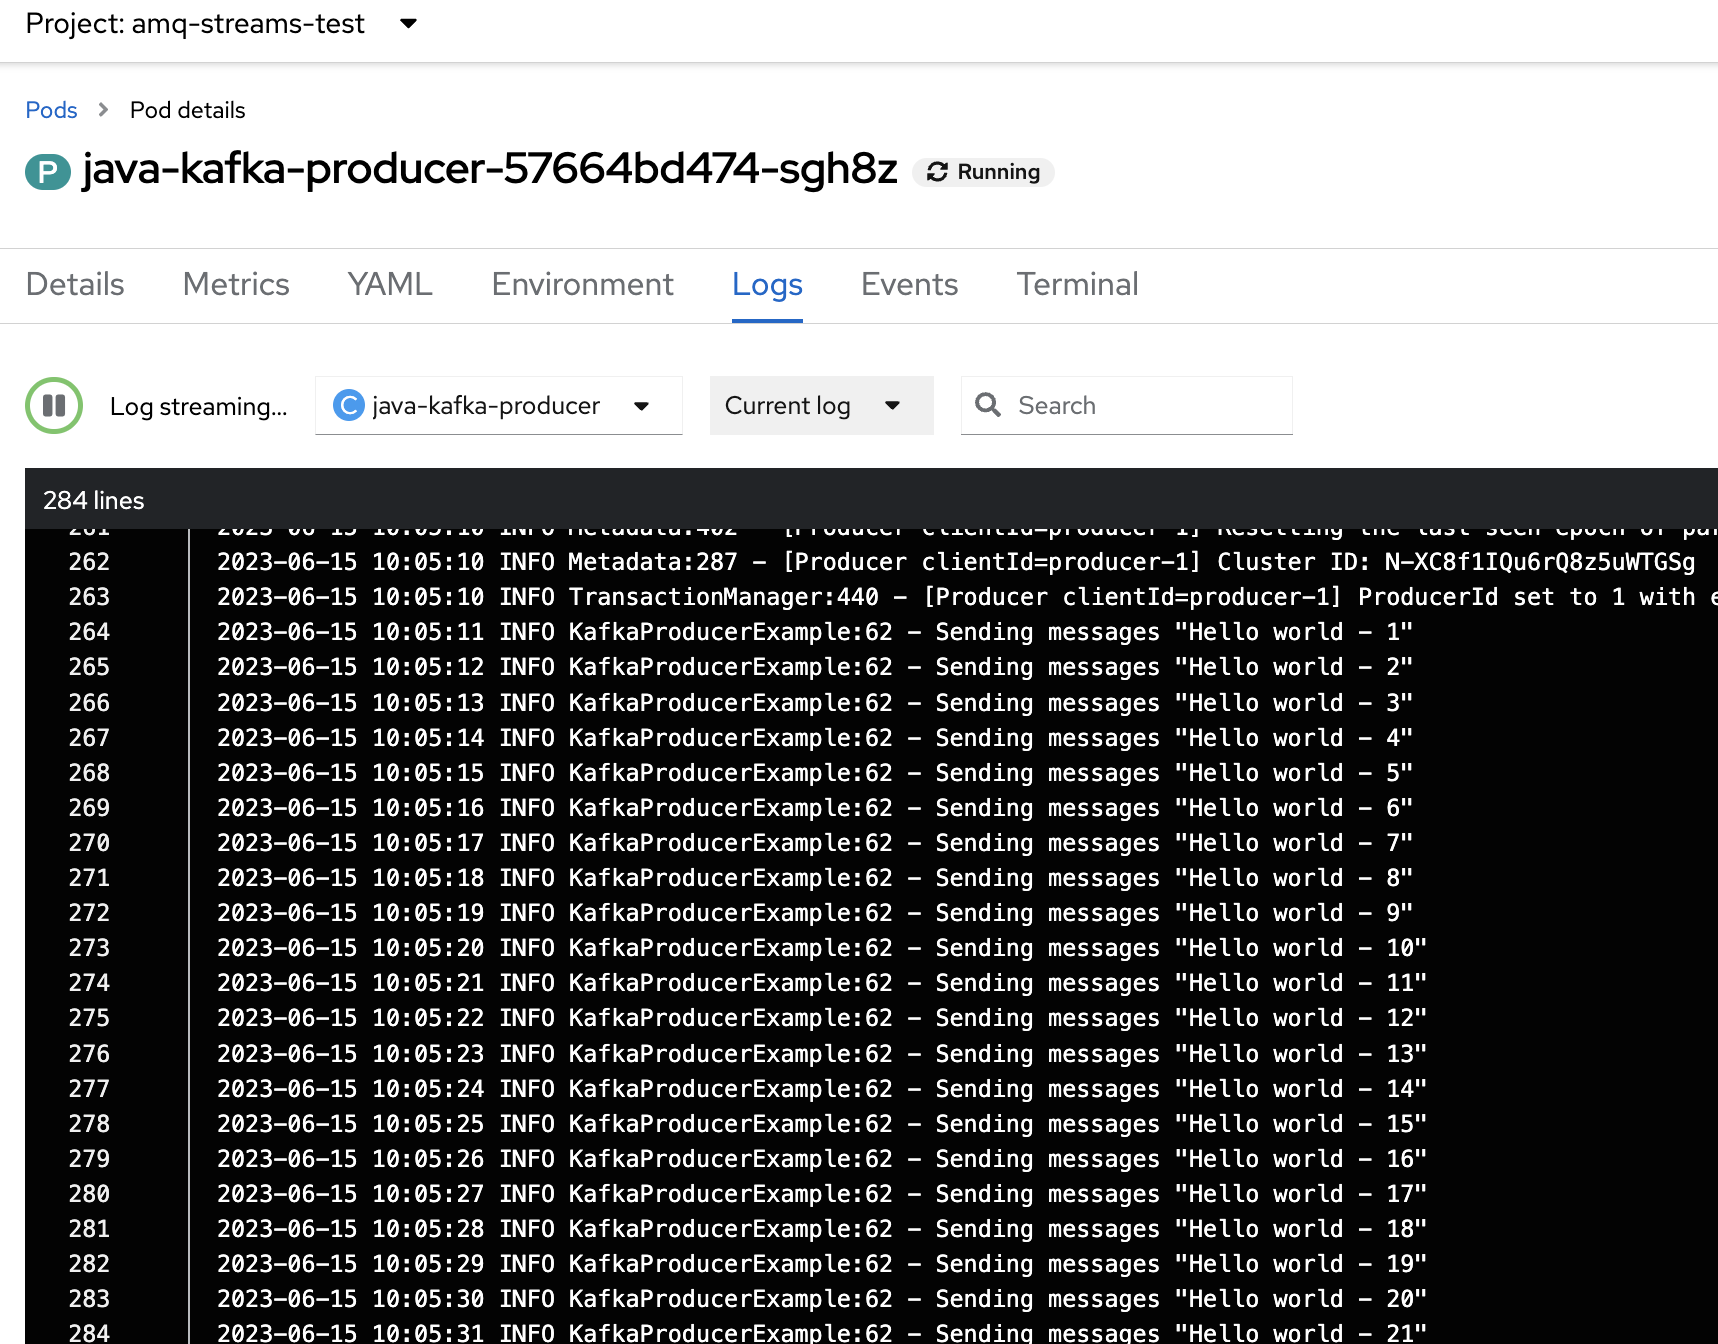 Project: amq-streams-test
Pods > Pod details
P java-kafka-producer-57664bd474-sgh8z Running
Details Metrics YAML Environment Logs Events Terminal
Log streaming... C java-kafka-producer Current log Search
284 lines
261 2023-06-15 10:05:10 INFO Metadata:402 - [Producer clientId=producer-1] Resetting the last seen epoch of
262 2023-06-15 10:05:10 INFO Metadata:287 - [Producer clientId=producer-1] Cluster ID: N-XC8f1IQu6rQ8z5uWTGSg
263 2023-06-15 10:05:10 INFO TransactionManager:440 - [Producer clientId=producer-1] ProducerId set to 1 with
264 2023-06-15 10:05:11 INFO KafkaProducerExample:62 - Sending messages "Hello world - 1"
265 2023-06-15 10:05:12 INFO KafkaProducerExample:62 - Sending messages "Hello world - 2"
266 2023-06-15 10:05:13 INFO KafkaProducerExample:62 - Sending messages "Hello world - 3"
267 2023-06-15 10:05:14 INFO KafkaProducerExample:62 - Sending messages "Hello world - 4"
268 2023-06-15 10:05:15 INFO KafkaProducerExample:62 - Sending messages "Hello world - 5"
269 2023-06-15 10:05:16 INFO KafkaProducerExample:62 - Sending messages "Hello world - 6"
270 2023-06-15 10:05:17 INFO KafkaProducerExample:62 - Sending messages "Hello world - 7"
271 2023-06-15 10:05:18 INFO KafkaProducerExample:62 - Sending messages "Hello world - 8"
272 2023-06-15 10:05:19 INFO KafkaProducerExample:62 - Sending messages "Hello world - 9"
273 2023-06-15 10:05:20 INFO KafkaProducerExample:62 - Sending messages "Hello world - 10"
274 2023-06-15 10:05:21 INFO KafkaProducerExample:62 - Sending messages "Hello world - 11"
275 2023-06-15 10:05:22 INFO KafkaProducerExample:62 - Sending messages "Hello world - 12"
276 2023-06-15 10:05:23 INFO KafkaProducerExample:62 - Sending messages "Hello world - 13"
277 2023-06-15 10:05:24 INFO KafkaProducerExample:62 - Sending messages "Hello world - 14"
278 2023-06-15 10:05:25 INFO KafkaProducerExample:62 - Sending messages "Hello world - 15"
279 2023-06-15 10:05:26 INFO KafkaProducerExample:62 - Sending messages "Hello world - 16"
280 2023-06-15 10:05:27 INFO KafkaProducerExample:62 - Sending messages "Hello world - 17"
281 2023-06-15 10:05:28 INFO KafkaProducerExample:62 - Sending messages "Hello world - 18"
282 2023-06-15 10:05:29 INFO KafkaProducerExample:62 - Sending messages "Hello world - 19"
283 2023-06-15 10:05:30 INFO KafkaProducerExample:62 - Sending messages "Hello world - 20"
284 2023-06-15 10:05:31 INFO KafkaProducerExample:62 - Sending messages "Hello world - 21"